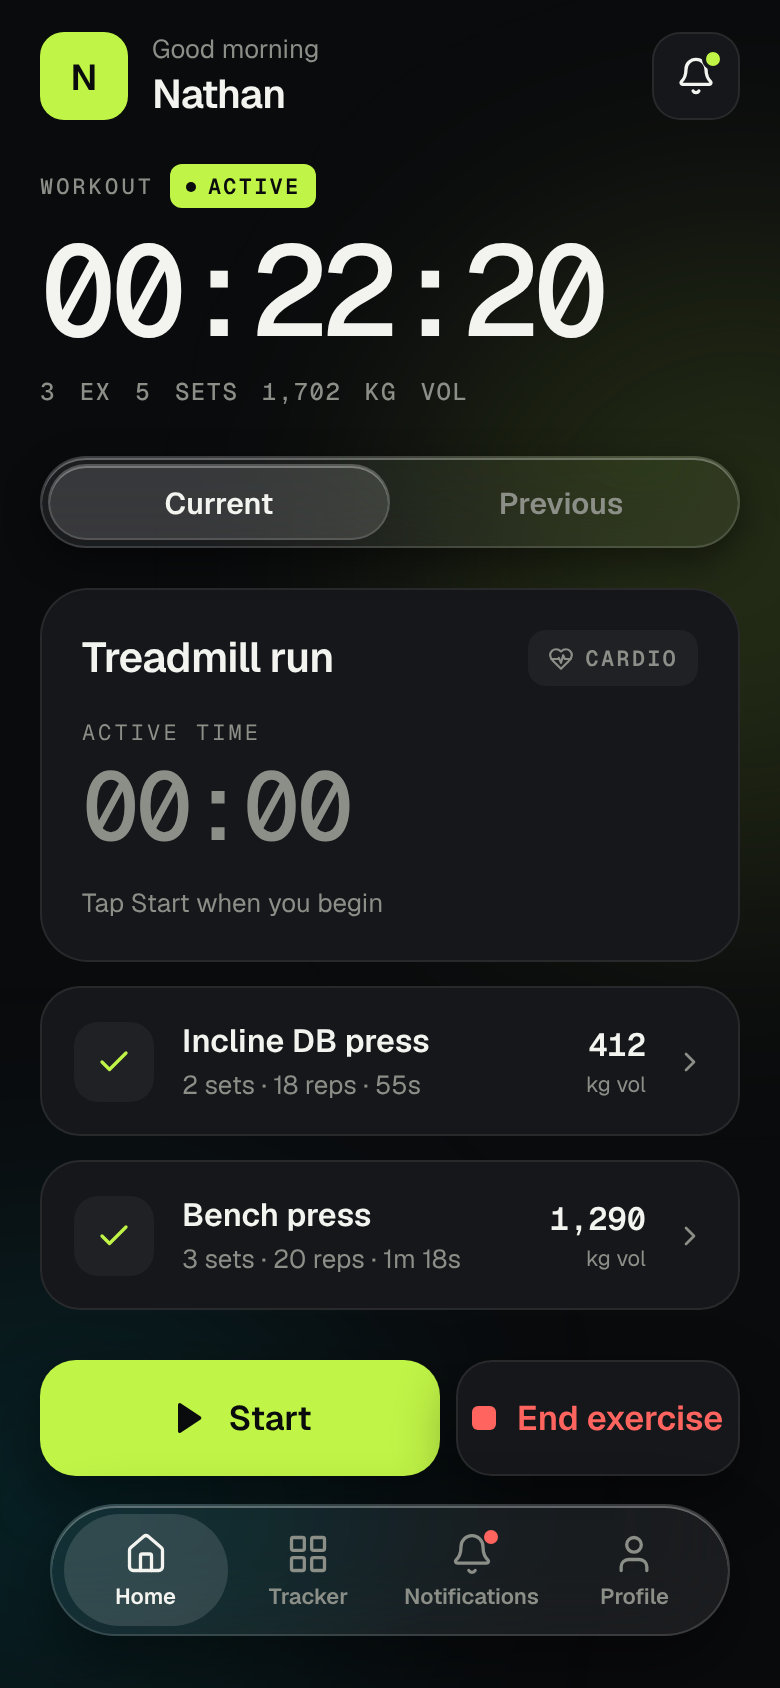 N
Good morning
Nathan
WORKOUT
ACTIVE
00:22:20
3 EX 5 SETS 1,702 KG VOL
Current
Previous
Treadmill run
CARDIO
ACTIVE TIME
00:00
Tap Start when you begin
Incline DB press
412
2 sets · 18 reps · 55s
kg vol
Bench press
1,290
3 sets · 20 reps · 1m 18s
kg vol
Start
End exercise
Home
Tracker
Notifications
Profile